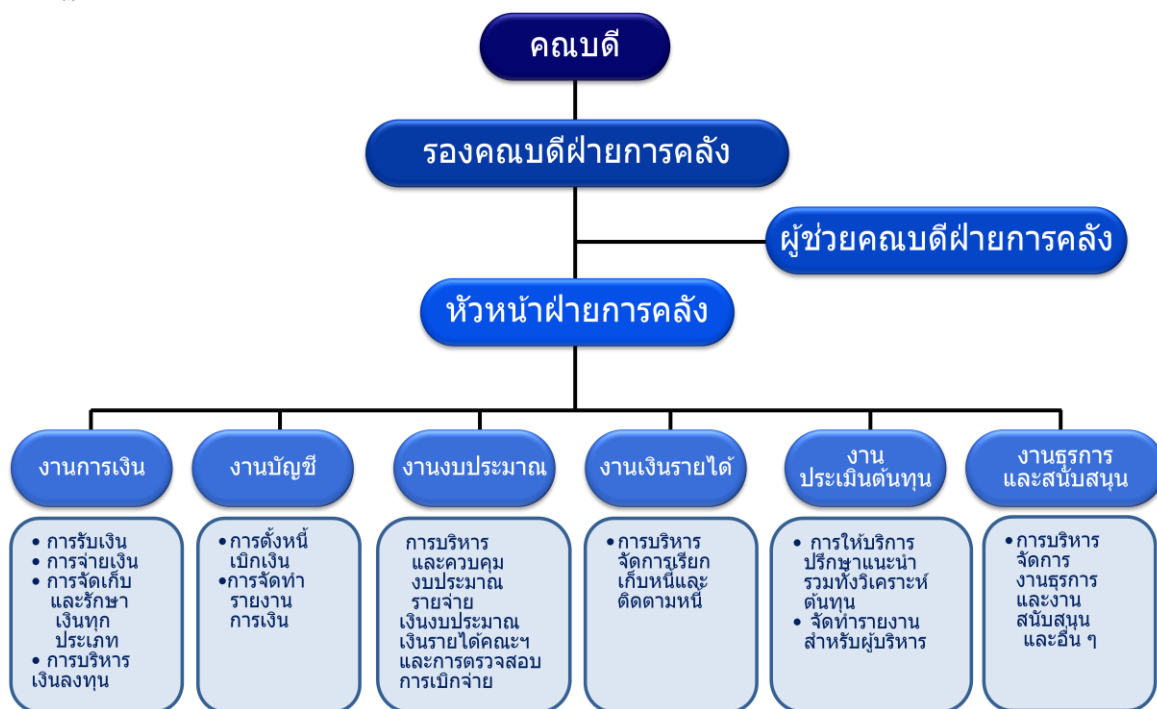 คณบดี
รองคณบดีฝ่ายการคลัง
ผู้ช่วยคณบดีฝ่ายการคลัง
หัวหน้าฝ่ายการคลัง
งานการเงิน
• การรับเงิน
• การจ่ายเงิน
• การจัดเก็บ
และรักษา
เงินทุก
ประเภท
• การบริหาร
เงินลงทุน
งานบัญชี
•การตั้งหนี้
เบิกเงิน
•การจัดทำ
รายงาน
การเงิน
งานงบประมาณ
การบริหาร
และควบคุม
งบประมาณ
รายจ่าย
เงินงบประมาณ
เงินรายได้คณะฯ
และการตรวจสอบ
การเบิกจ่าย
งานเงินรายได้
•การบริหาร
จัดการเรียก
เก็บหนี้และ
ติดตามหนี้
งาน
ประเมินต้นทุน
• การให้บริการ
ปรึกษาแนะนำ
รวมทั้งวิเคราะห์
ต้นทุน
• จัดทำรายงาน
สำหรับผู้บริหาร
งานธุรการ
และสนับสนุน
•การบริหาร
จัดการ
งานธุรการ
และงาน
สนับสนุน
และอื่น ๆ